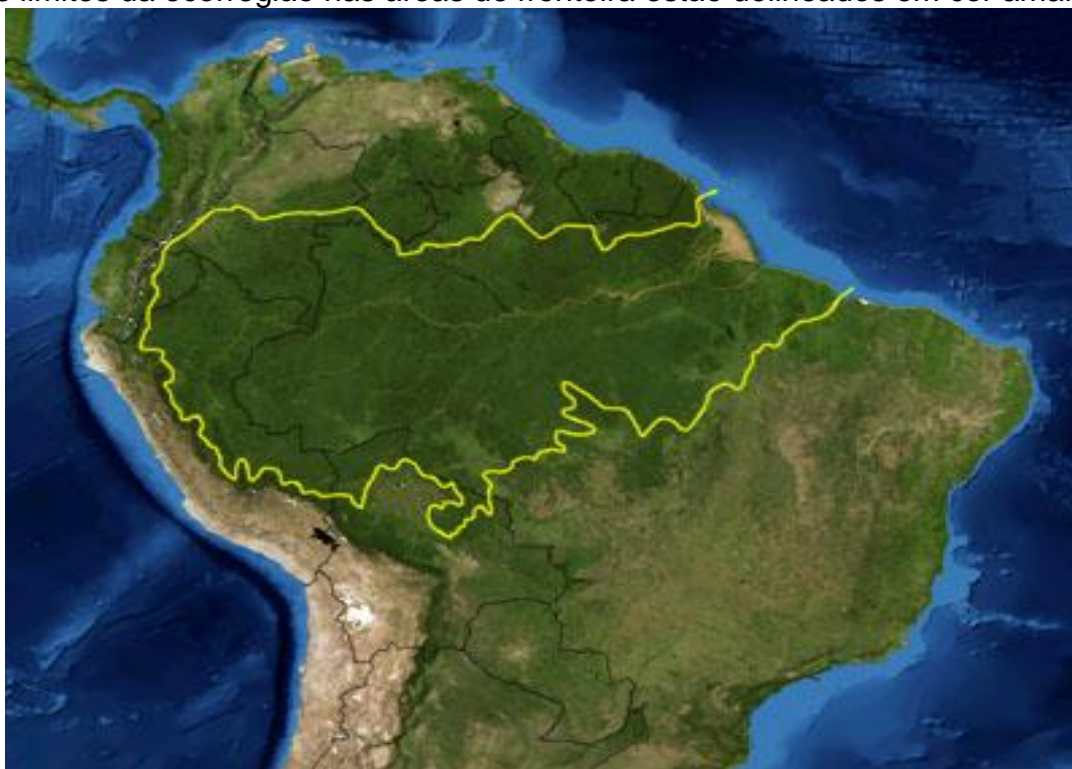 limites da ecorregião nas áreas de fronteira estão delineados em cor